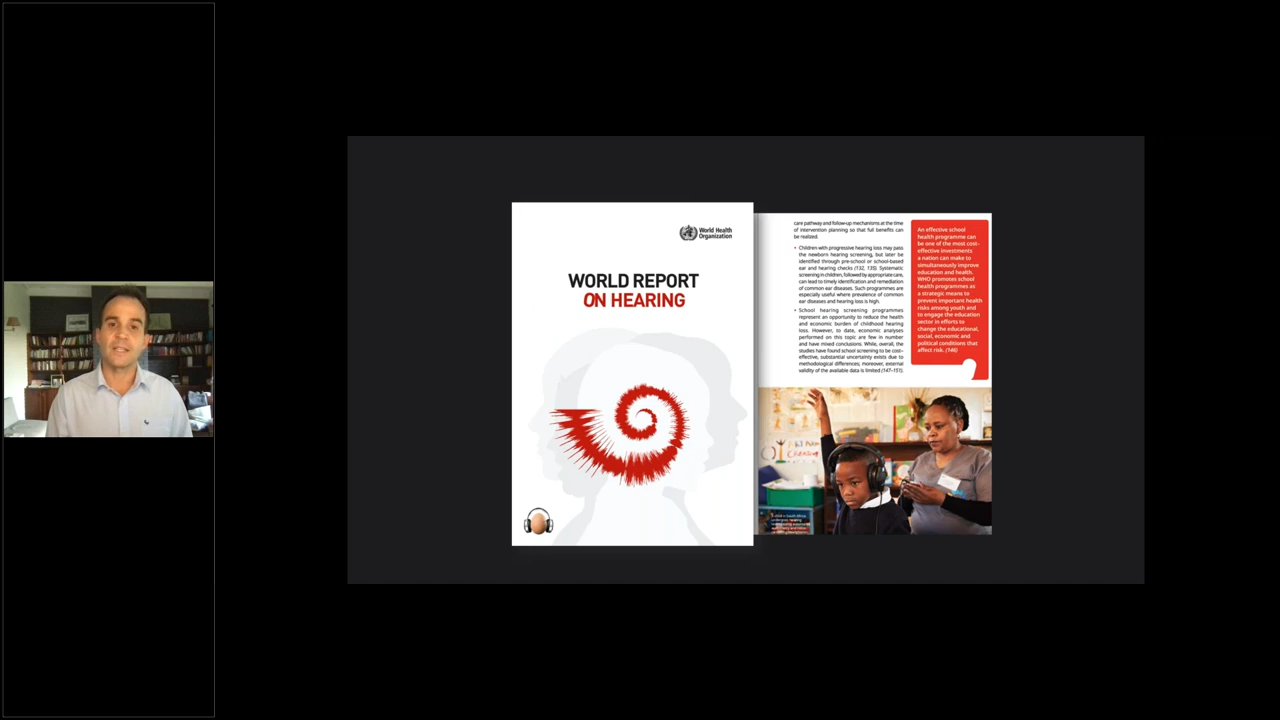 World Health
Organization
WORLD REPORT
ON HEARING
care pathway and follow-up mechanisms at the time
of intervention planning so that full benefits can
be realized.
• Children with progressive hearing loss may pass
the newborn hearing screening, but later be
identified through pre-school or school-based
ear and hearing checks (132, 135). Systematic
screening in children, followed by appropriate care,
can lead to timely identification and remediation
of common ear diseases. Such programmes are
especially useful where prevalence of common
ear diseases and hearing loss is high.
• School hearing screening programmes
represent an opportunity to reduce the health
and economic burden of childhood hearing
loss. However, to date, economic analyses
performed on this topic are few in number
and have mixed conclusions. While, overall, the
studies have found school screening to be cost-
effective, substantial uncertainty exists due to
methodological differences; moreover, external
validity of the available data is limited (147–151).
An effective school
health programme can
be one of the most cost-
effective investments
a nation can make to
simultaneously improve
education and health.
WHO promotes school
health programmes as
a strategic means to
prevent important health
risks among youth and
to engage the education
sector in efforts to
change the educational,
social, economic and
political conditions that
affect risk. (146)